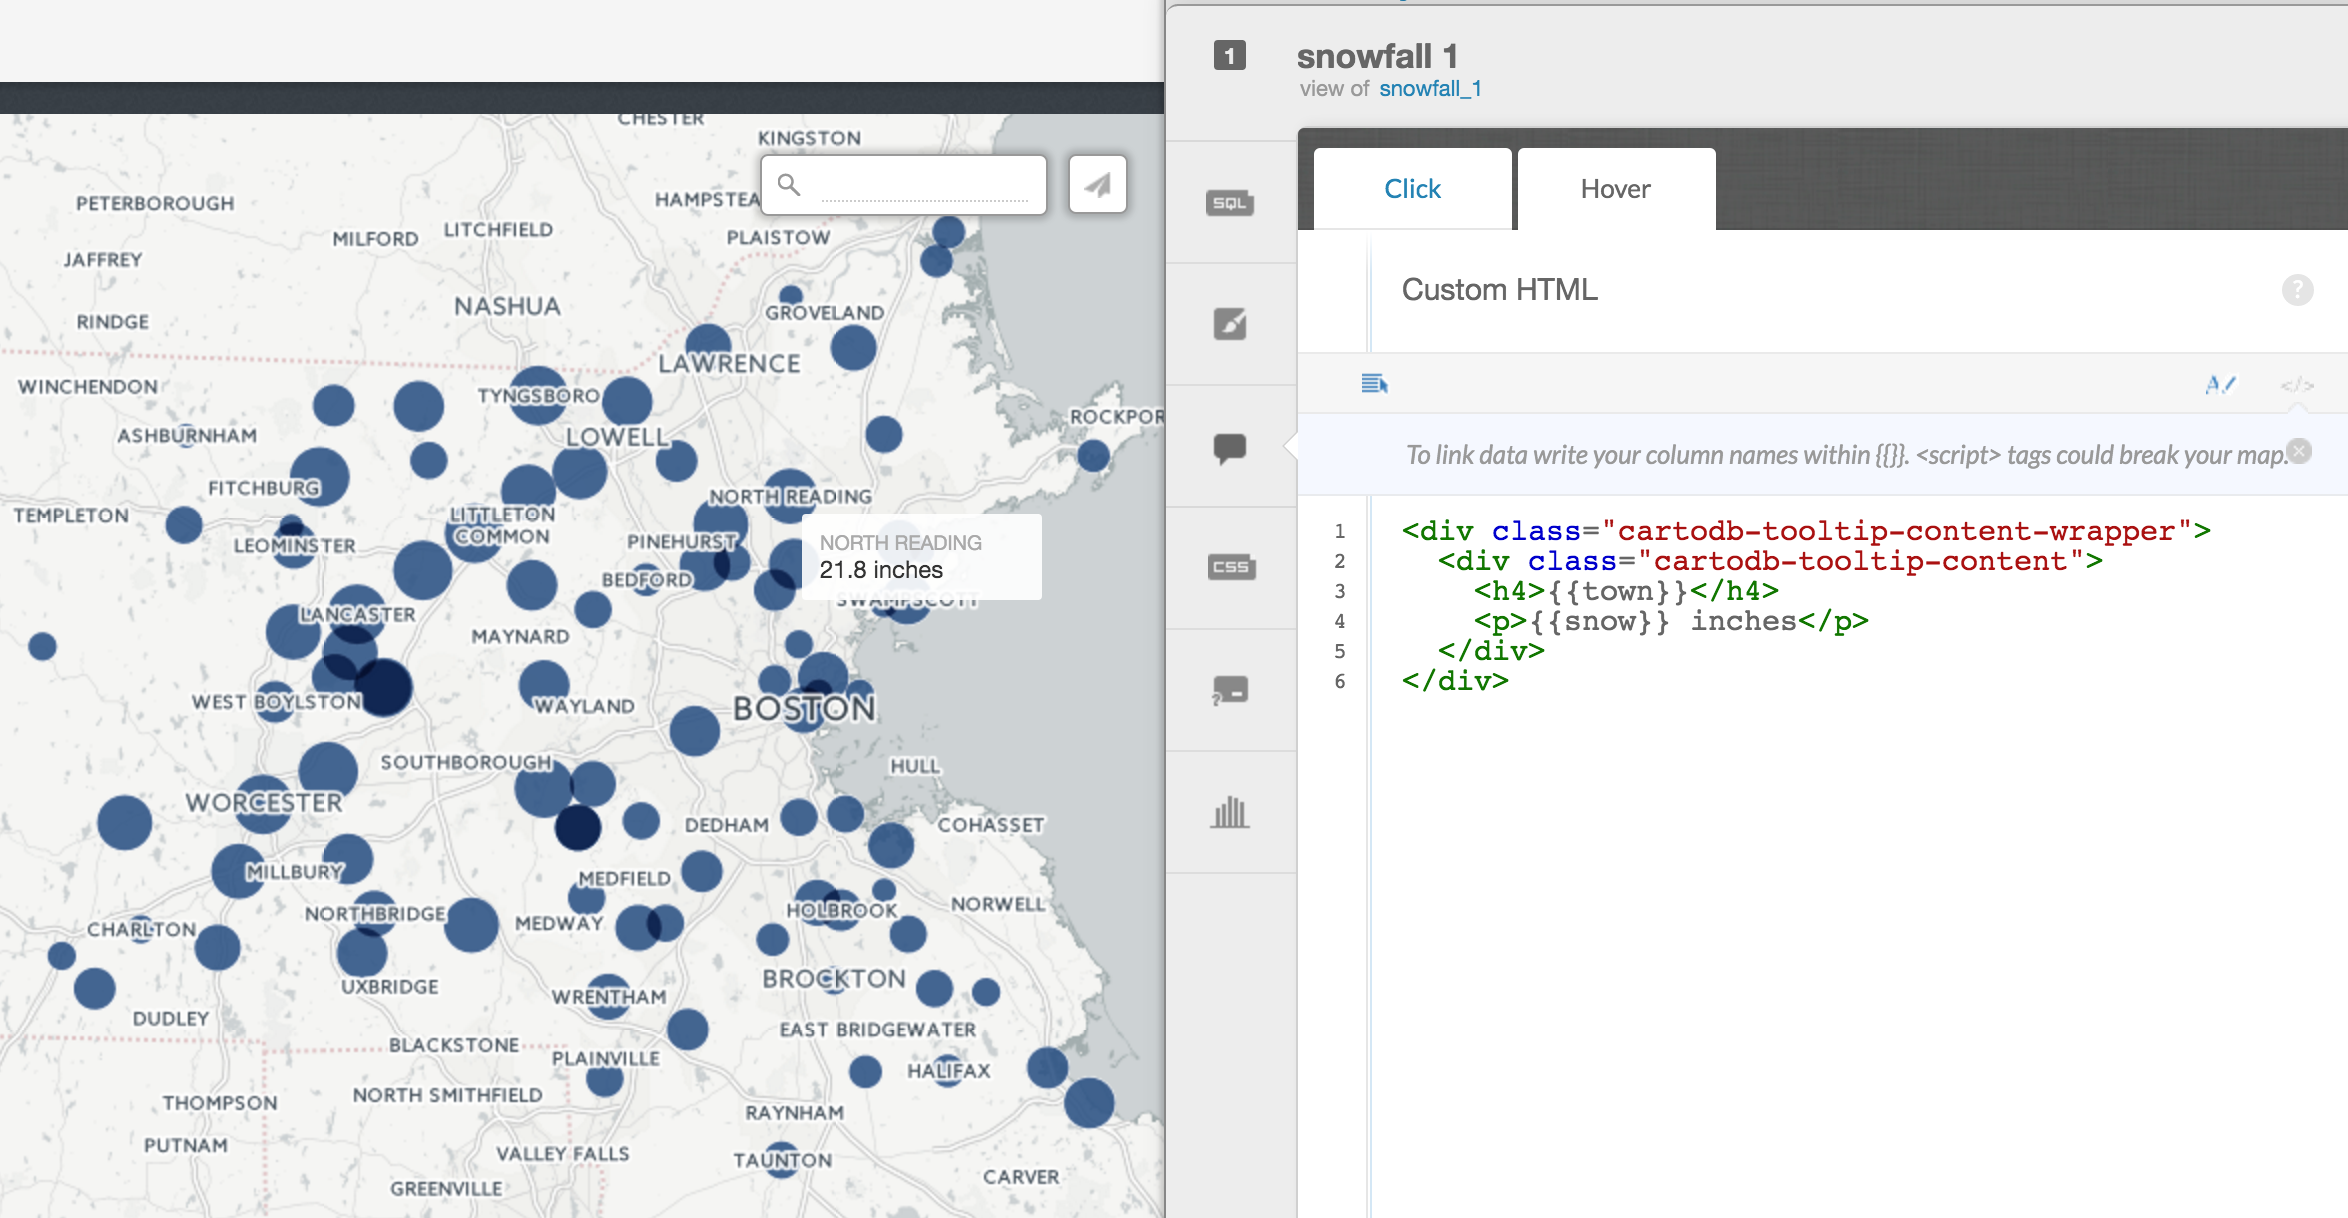 CHESTER
KINGSTON
PETERBOROUGH
HAMPSTEA
LITCHFIELD
MILFORD
PLAISTOW
JAFFREY
NASHUA
GROVELAND
RINDGE
LAWRENCE
WINCHENDON
TYNGSBORO
ROCKPOR
ASHBURNHAM
LOWELL
FITCHBURG
NORTH READING
TEMPLETON
LITTLETON
COMMON
LEOMINSTER
PINEHURST
NORTH READING
21.8 inches
BEDFORD
SWAMPSCOTT
LANCASTER
MAYNARD
WEST BOYLSTON
WAYLAND
BOSTON
SOUTHBOROUGH
HULL
WORCESTER
DEDHAM
COHASSET
MILLBURY
MEDFIELD
NORTHBRIDGE
MEDWAY
HOLBROOK
NORWELL
CHARLTON
BROCKTON
UXBRIDGE
WRENTHAM
DUDLEY
EAST BRIDGEWATER
BLACKSTONE
PLAINVILLE
HALIFAX
NORTH SMITHFIELD
THOMPSON
RAYNHAM
PUTNAM
VALLEY FALLS
TAUNTON
CARVER
GREENVILLE
1
snowfall 1
view of snowfall_1
SQL
CSS
Click
Hover
Custom HTML
?
A
</>
To link data write your column names within {{}}. <script> tags could break your map.
1 <div class="cartodb-tooltip-content-wrapper">
2 <div class="cartodb-tooltip-content">
3 <h4>{{town}}</h4>
4 <p>{{snow}} inches</p>
5 </div>
6 </div>